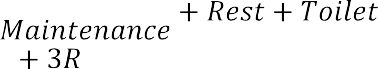 Maintenance + Rest + Toilet
+ 3R